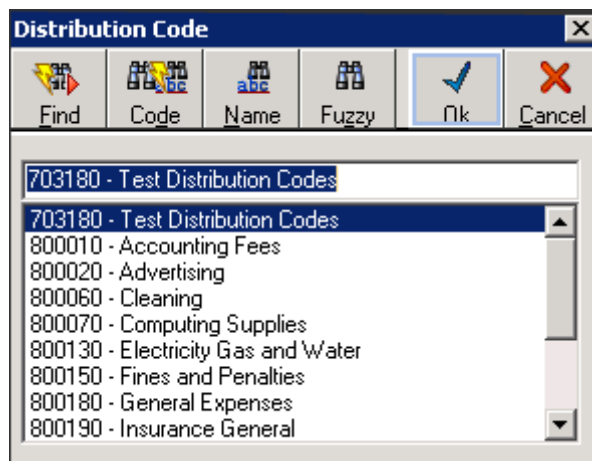 Distribution Code
abc
abc
Find Code Name Fuzzy Ok Cancel
703180 - Test Distribution Codes
703180 - Test Distribution Codes
800010 - Accounting Fees
800020 - Advertising
800060 - Cleaning
800070 - Computing Supplies
800130 - Electricity Gas and Water
800150 - Fines and Penalties
800180 - General Expenses
800190 - Insurance General